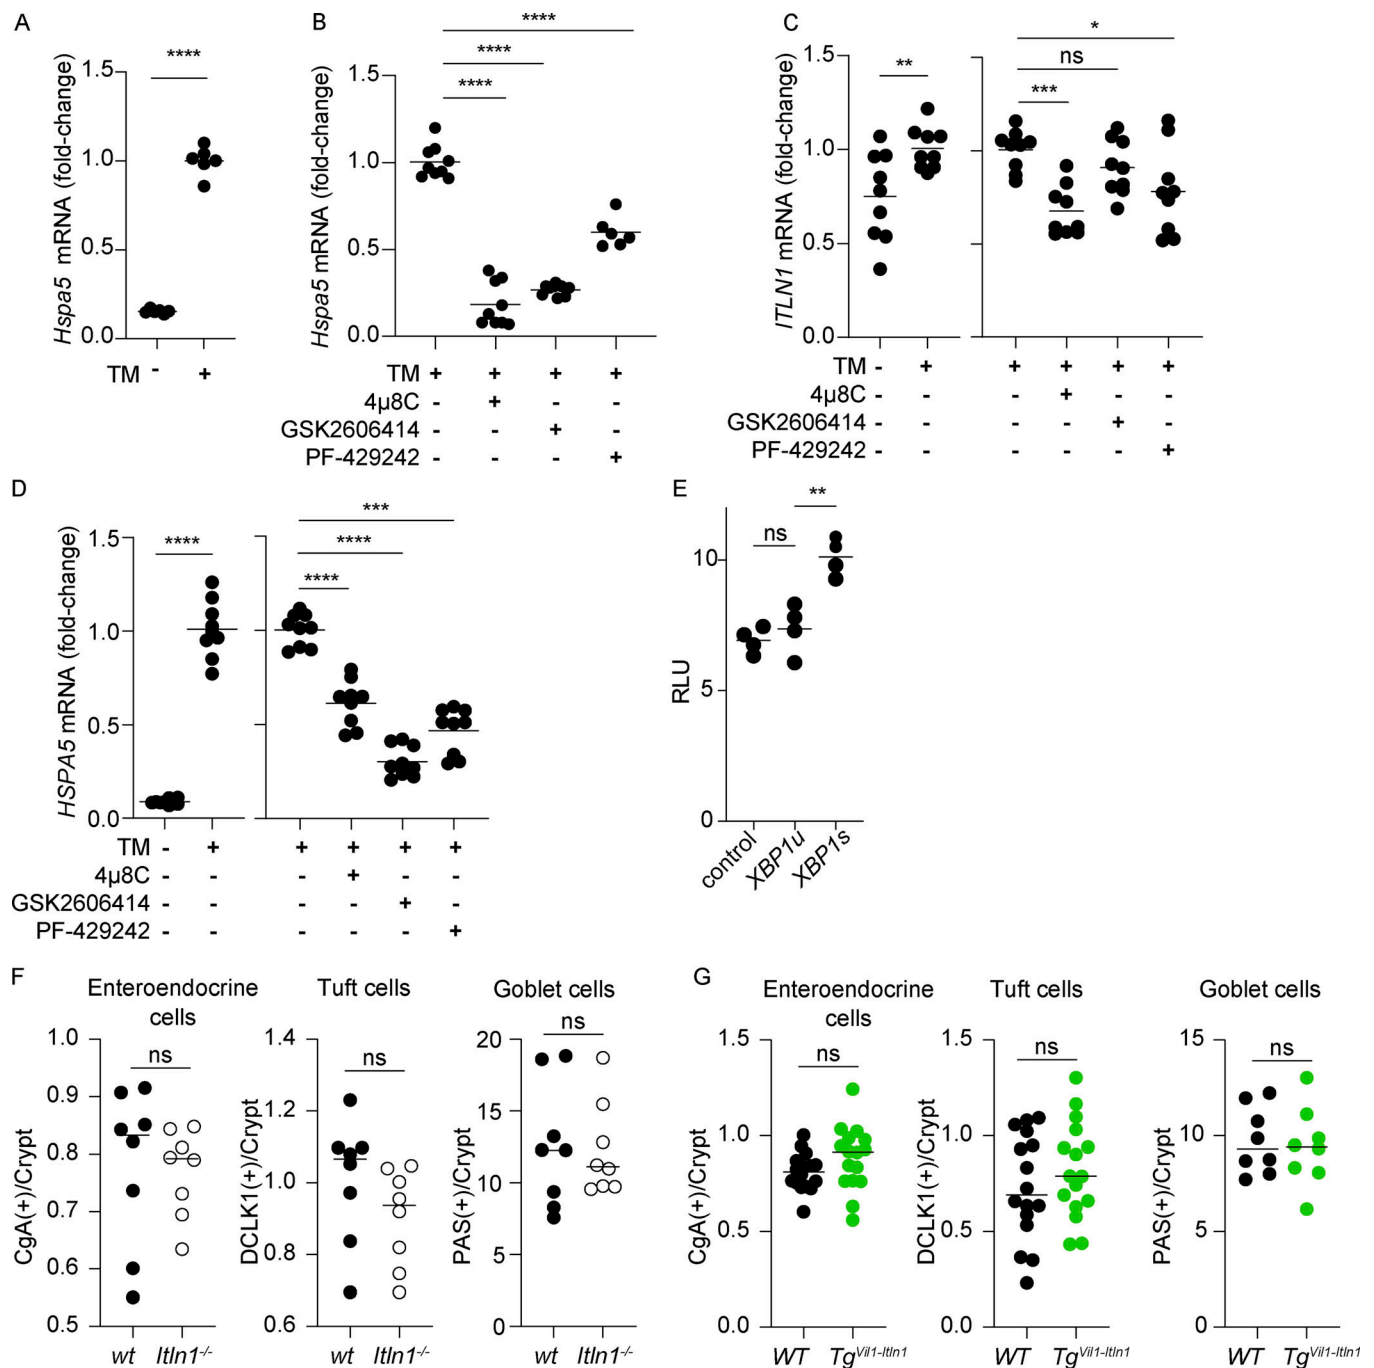 A
****
1.5
1.0
0.5
0.0
Hspa5 mRNA (fold-change)
TM - +
B
****
****
****
1.5
1.0
0.5
0.0
Hspa5 mRNA (fold-change)
TM + + + +
4µ8C - + - -
GSK2606414 - - + -
PF-429242 - - - +
C
**
*
ns
***
1.5
1.0
0.5
0.0
ITLN1 mRNA (fold-change)
TM - + + + + +
4µ8C - - - + - -
GSK2606414 - - - - + -
PF-429242 - - - - - +
D
****
***
****
****
1.5
1.0
0.5
0.0
HSPA5 mRNA (fold-change)
TM - + + + + +
4µ8C - - - + - -
GSK2606414 - - - - + -
PF-429242 - - - - - +
E
**
ns
10
5
0
RLU
control XBP1u XBP1s
F
Enteroendocrine
cells
ns
1.0
0.9
0.8
0.7
0.6
0.5
CgA(+)/Crypt
wt Itln1-/-
Tuft cells
ns
1.4
1.2
1.0
0.8
0.6
DCLK1(+)/Crypt
wt Itln1-/-
Goblet cells
ns
20
15
10
5
0
PAS(+)/Crypt
wt Itln1-/-
G
Enteroendocrine
cells
ns
1.5
1.0
0.5
0.0
CgA(+)/Crypt
WT TgVil1-Itln1
Tuft cells
ns
1.5
1.0
0.5
0.0
DCLK1(+)/Crypt
WT TgVil1-Itln1
Goblet cells
ns
15
10
5
0
PAS(+)/Crypt
WT TgVil1-Itln1